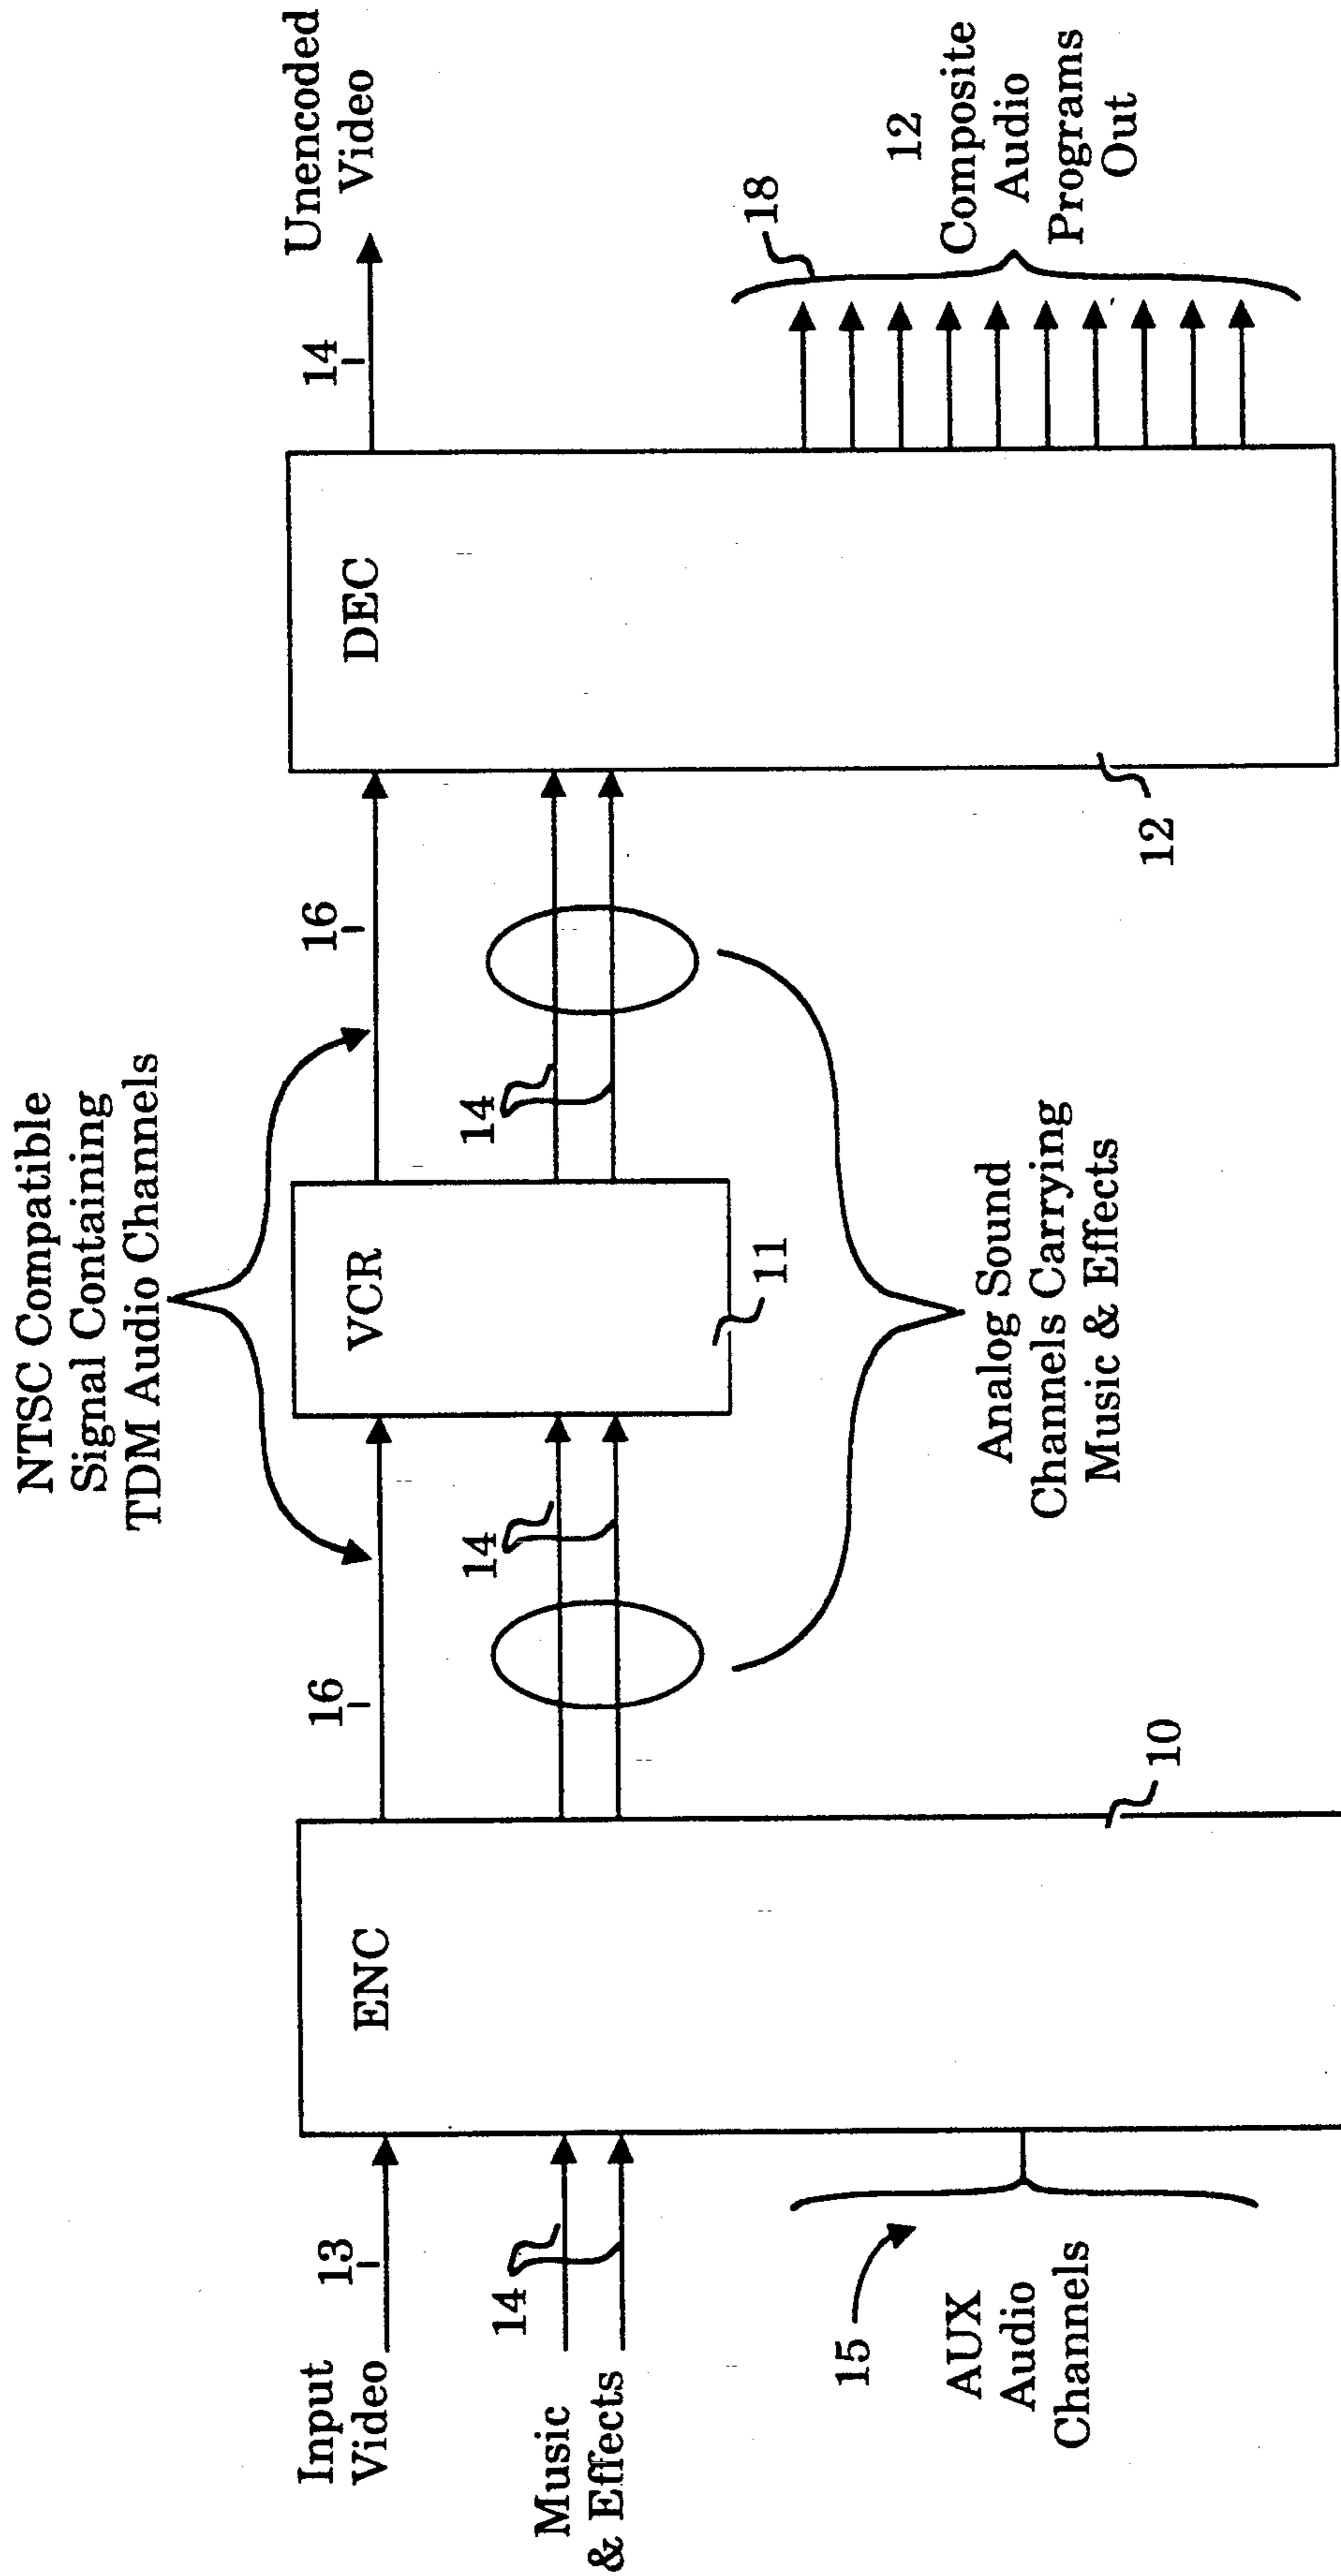 NTSC Compatible
Signal Containing
TDM Audio Channels
Input
Video
13
16
16
14
Unencoded
Video
ENC
VCR
DEC
Music
& Effects
14
14
14
11
18
12
Composite
Audio
Programs
Out
15
AUX
Audio
Channels
10
Analog Sound
Channels Carrying
Music & Effects
12